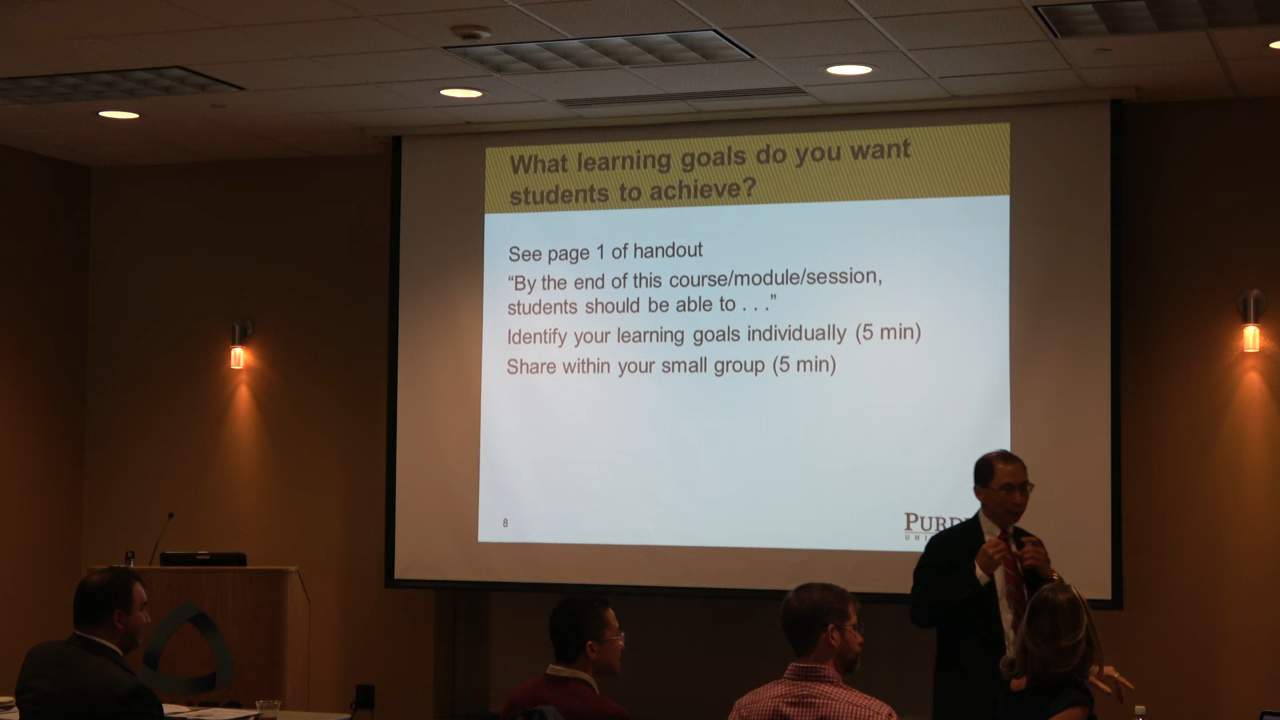 What learning goals do you want
students to achieve?
See page 1 of handout
“By the end of this course/module/session,
students should be able to . . .”
Identify your learning goals individually (5 min)
Share within your small group (5 min)
8